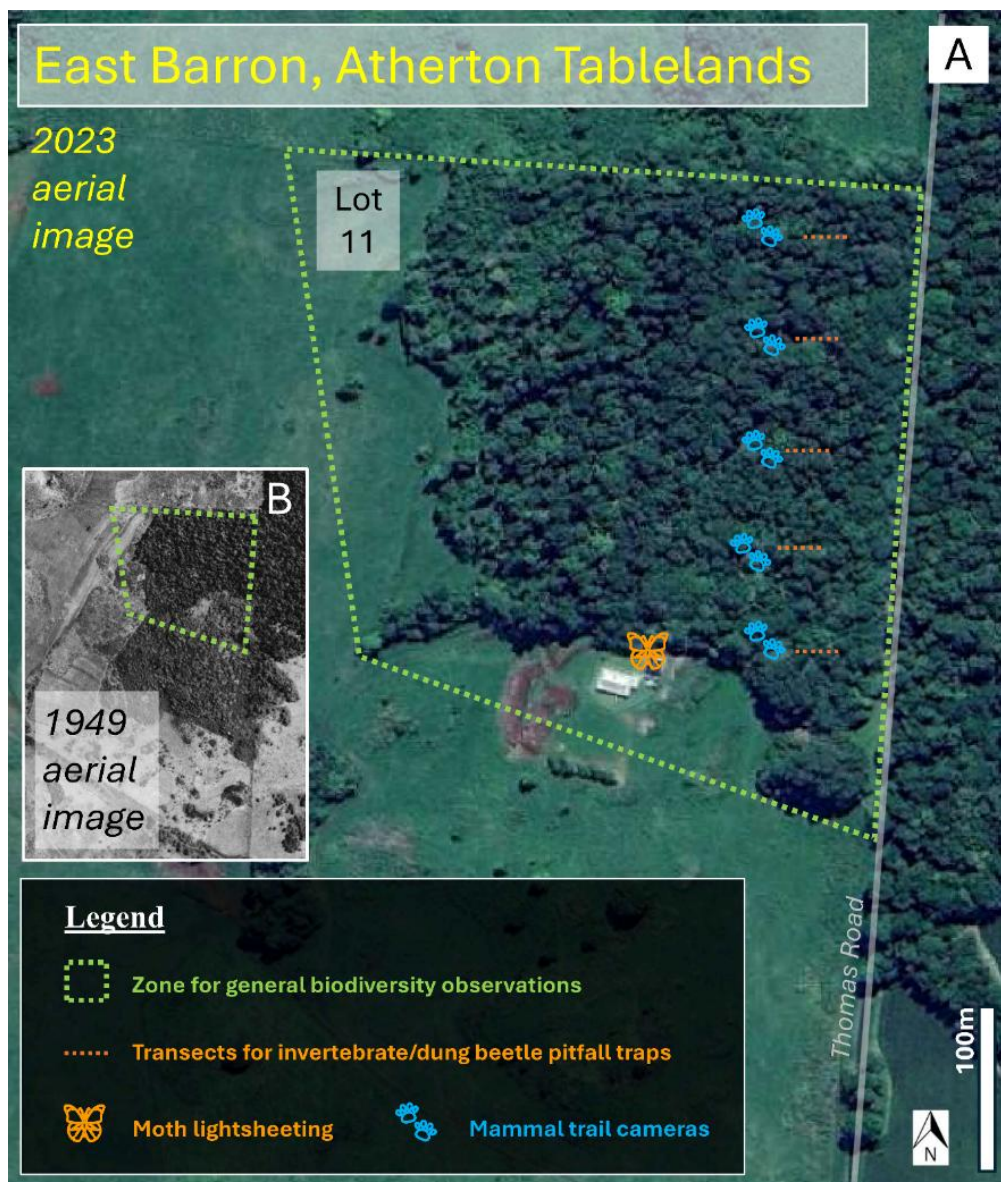 East Barron, Atherton Tablelands
A
2023
aerial
image
Lot
11
B
1949
aerial
image
Legend
Zone for general biodiversity observations
Transects for invertebrate/dung beetle pitfall traps
Moth lightsheeting
Mammal trail cameras
Thomas Road
100m
N